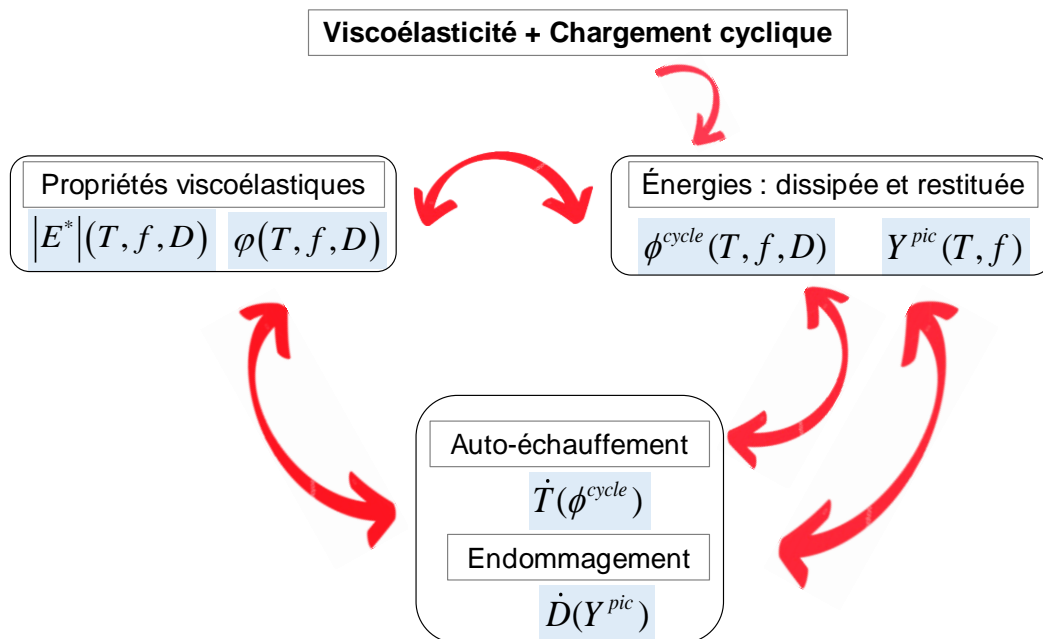 Viscoélasticité + Chargement cyclique
Propriétés viscoélastiques
|E*|(T, f, D) φ(T, f, D)
Énergies : dissipée et restituée
ϕ^cycle(T, f, D) Y^pic(T, f)
Auto-échauffement
Ṫ(ϕ^cycle)
Endommagement
Ḋ(Y^pic)